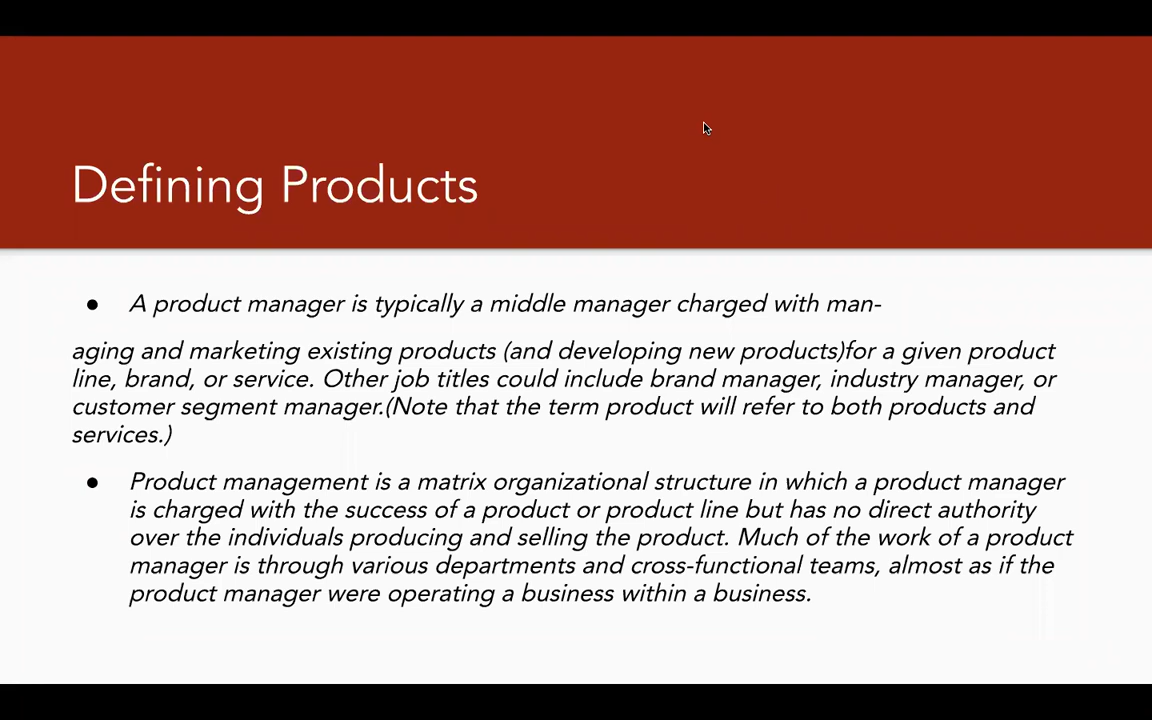 Defining Products
● A product manager is typically a middle manager charged with man-
aging and marketing existing products (and developing new products)for a given product
line, brand, or service. Other job titles could include brand manager, industry manager, or
customer segment manager.(Note that the term product will refer to both products and
services.)
● Product management is a matrix organizational structure in which a product manager
is charged with the success of a product or product line but has no direct authority
over the individuals producing and selling the product. Much of the work of a product
manager is through various departments and cross-functional teams, almost as if the
product manager were operating a business within a business.